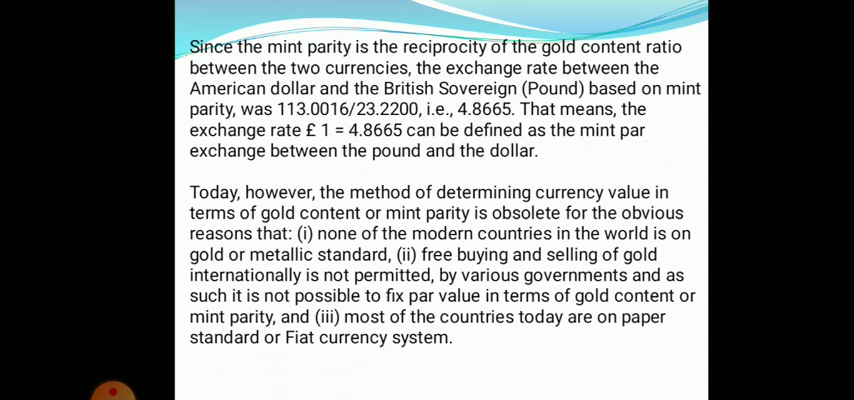 Since the mint parity is the reciprocity of the gold content ratio
between the two currencies, the exchange rate between the
American dollar and the British Sovereign (Pound) based on mint
parity, was 113.0016/23.2200, i.e., 4.8665. That means, the
exchange rate £ 1 = 4.8665 can be defined as the mint par
exchange between the pound and the dollar.
Today, however, the method of determining currency value in
terms of gold content or mint parity is obsolete for the obvious
reasons that: (i) none of the modern countries in the world is on
gold or metallic standard, (ii) free buying and selling of gold
internationally is not permitted, by various governments and as
such it is not possible to fix par value in terms of gold content or
mint parity, and (iii) most of the countries today are on paper
standard or Fiat currency system.